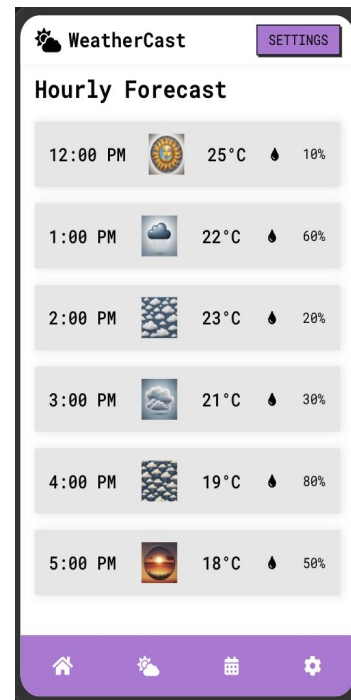 WeatherCast SETTINGS
Hourly Forecast
12:00 PM 25°C 10%
1:00 PM 22°C 60%
2:00 PM 23°C 20%
3:00 PM 21°C 30%
4:00 PM 19°C 80%
5:00 PM 18°C 50%